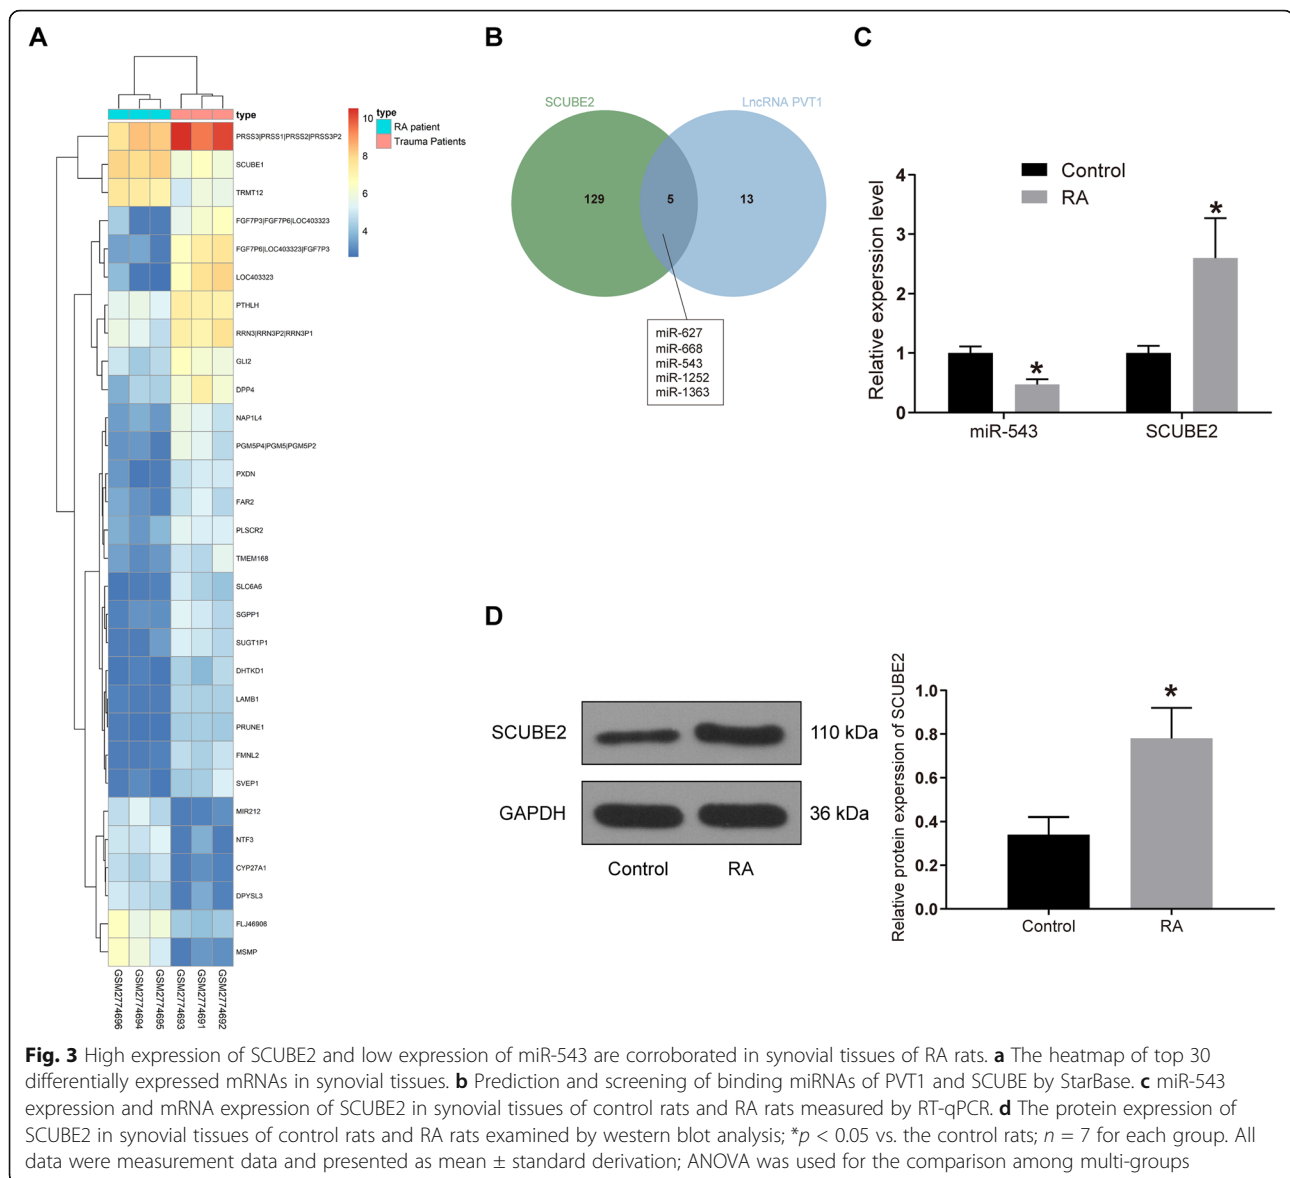 A
type
PRSS3|PRSS1|PRSS2|PRSS3P2
SCUBE1
TRMT12
FGF7P3|FGF7P6|LOC403323
FGF7P6|LOC403323|FGF7P3
LOC403323
PTHLH
RRN3|RRN3P2|RRN3P1
GLI2
DPP4
NAP1L4
PGM5P4|PGM5|PGM5P2
PXDN
FAR2
PLSCR2
TMEM168
SLC6A6
SGPP1
SUGT1P1
DHTKD1
LAMB1
PRUNE1
FMNL2
SVEP1
MIR212
NTF3
CYP27A1
DPYSL3
FLJ46906
MSMP
GSM2774696
GSM2774694
GSM2774695
GSM2774693
GSM2774691
GSM2774692
10
8
6
4
type
RA patient
Trauma Patients
B
SCUBE2
LncRNA PVT1
129
5
13
miR-627
miR-668
miR-543
miR-1252
miR-1363
C
Relative experssion level
4
3
2
1
0
Control
RA
*
*
miR-543
SCUBE2
D
SCUBE2
110 kDa
GAPDH
36 kDa
Control
RA
Relative protein experssion of SCUBE2
1.0
0.8
0.6
0.4
0.2
0.0
*
Control
RA
Fig. 3 High expression of SCUBE2 and low expression of miR-543 are corroborated in synovial tissues of RA rats. a The heatmap of top 30
differentially expressed mRNAs in synovial tissues. b Prediction and screening of binding miRNAs of PVT1 and SCUBE by StarBase. c miR-543
expression and mRNA expression of SCUBE2 in synovial tissues of control rats and RA rats measured by RT-qPCR. d The protein expression of
SCUBE2 in synovial tissues of control rats and RA rats examined by western blot analysis; *p < 0.05 vs. the control rats; n = 7 for each group. All
data were measurement data and presented as mean ± standard derivation; ANOVA was used for the comparison among multi-groups